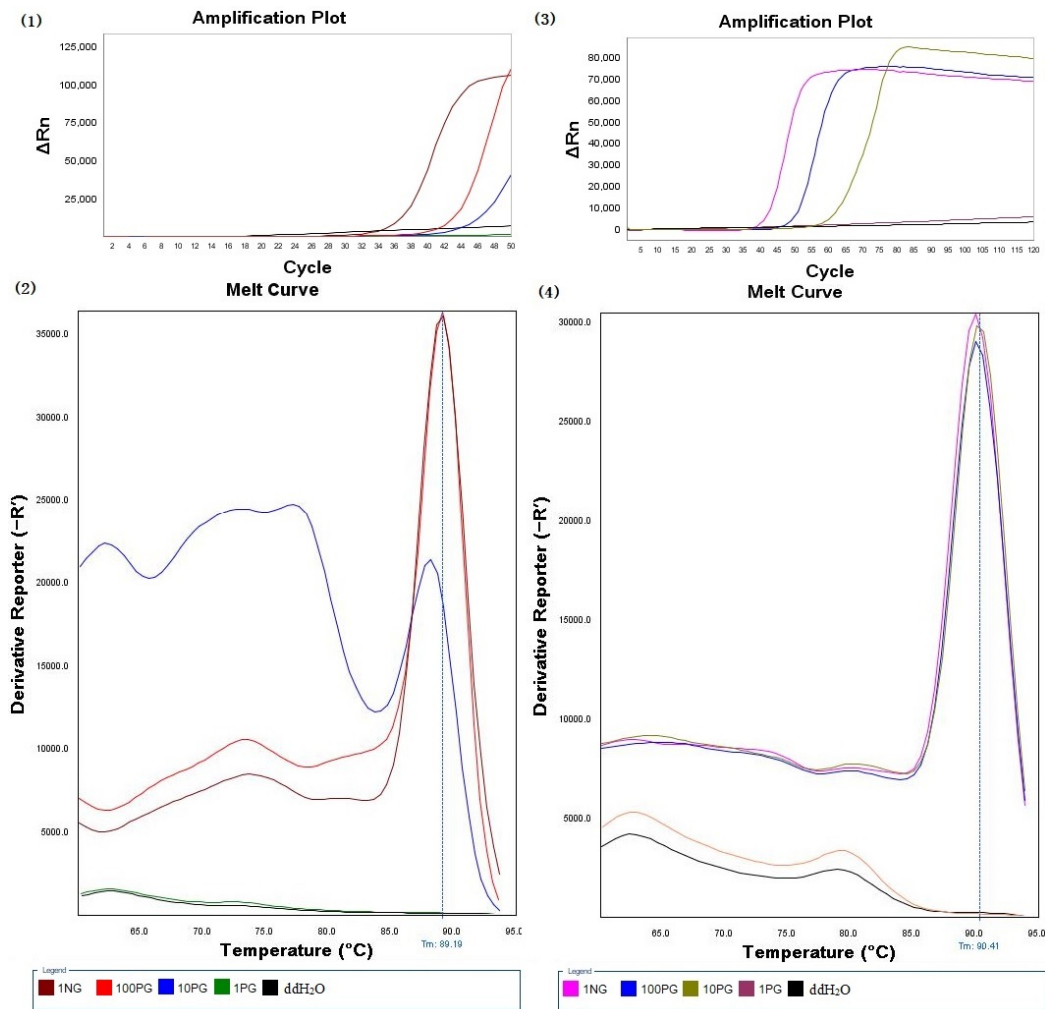 (1)
Amplification Plot
125,000
100,000
75,000
50,000
25,000
ΔRn
2 4 6 8 10 12 14 16 18 20 22 24 26 28 30 32 34 36 38 40 42 44 46 48 50
Cycle
(2)
Melt Curve
35000.0
30000.0
25000.0
20000.0
15000.0
10000.0
5000.0
Derivative Reporter (−R′)
65.0 70.0 75.0 80.0 85.0 90.0 95.0
Tm: 89.19
Temperature (°C)
Legend
1NG 100PG 10PG 1PG ddH₂O
(3)
Amplification Plot
80,000
70,000
60,000
50,000
40,000
30,000
20,000
10,000
0
ΔRn
5 10 15 20 25 30 35 40 45 50 55 60 65 70 75 80 85 90 95 100 105 110 115 120
Cycle
(4)
Melt Curve
30000.0
25000.0
20000.0
15000.0
10000.0
5000.0
Derivative Reporter (−R′)
65.0 70.0 75.0 80.0 85.0 90.0 95.0
Tm: 90.41
Temperature (°C)
Legend
1NG 100PG 10PG 1PG ddH₂O